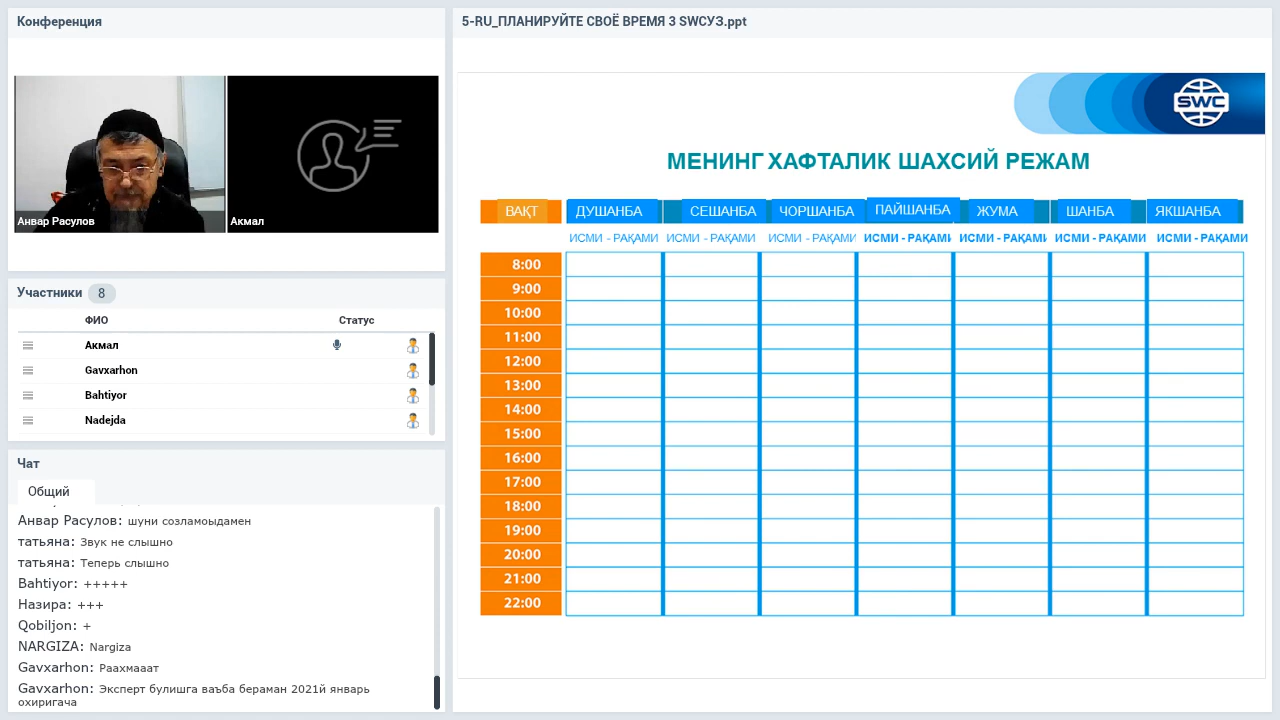 Конференция
Анвар Расулов
Акмал
Участники 8
ФИО Статус
Акмал
Gavxarhon
Bahtiyor
Nadejda
Чат
Общий
Анвар Расулов: шуни созламоыдамен
татьяна: Звук не слышно
татьяна: Теперь слышно
Bahtiyor: +++++
Назира: +++
Qobiljon: +
NARGIZA: Nargiza
Gavxarhon: Раахмааат
Gavxarhon: Эксперт булишга ваъба бераман 2021й январь
охиригача
5-RU_ПЛАНИРУЙТЕ СВОЁ ВРЕМЯ 3 SWCУЗ.ppt
SWC
МЕНИНГ ХАФТАЛИК ШАХСИЙ РЕЖАМ
ВАҚТ ДУШАНБА СЕШАНБА ЧОРШАНБА ПАЙШАНБА ЖУМА ШАНБА ЯКШАНБА
ИСМИ - РАҚАМИ ИСМИ - РАҚАМИ ИСМИ - РАҚАМИ ИСМИ - РАҚАМИ ИСМИ - РАҚАМИ ИСМИ - РАҚАМИ ИСМИ - РАҚАМИ
8:00
9:00
10:00
11:00
12:00
13:00
14:00
15:00
16:00
17:00
18:00
19:00
20:00
21:00
22:00